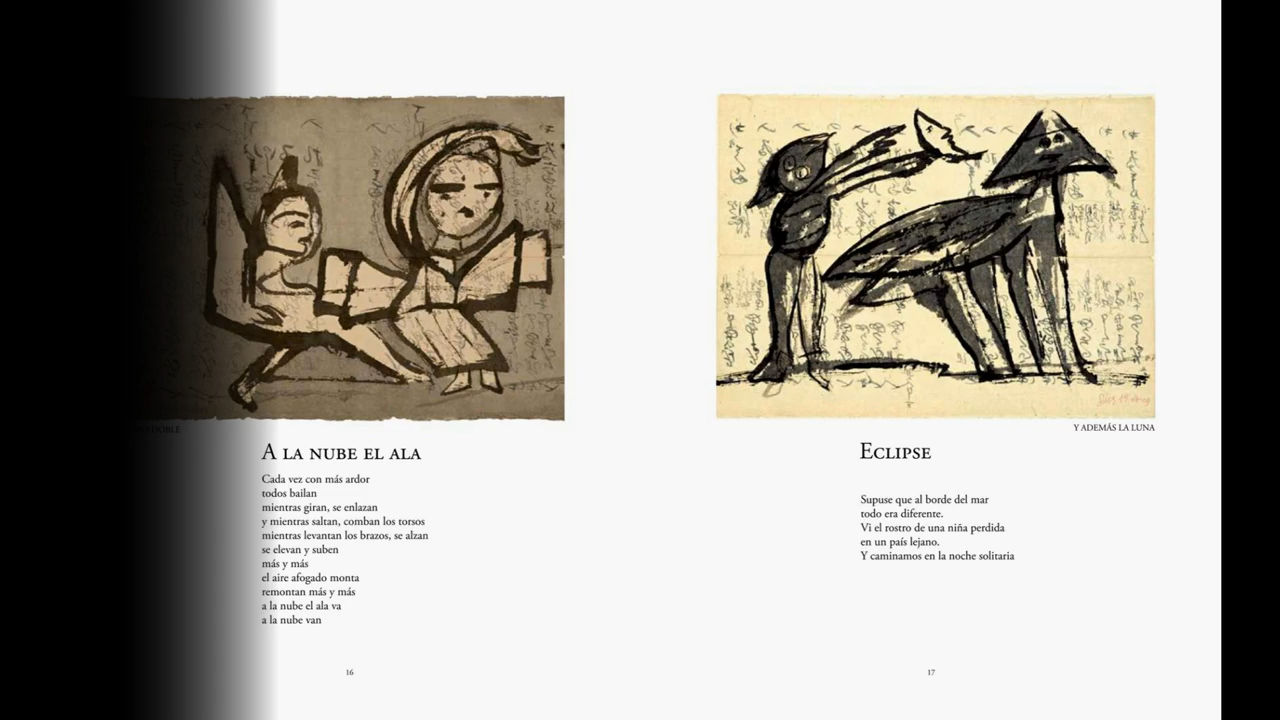 DOBLE
A LA NUBE EL ALA
Cada vez con más ardor
todos bailan
mientras giran, se enlazan
y mientras saltan, comban los torsos
mientras levantan los brazos, se alzan
se elevan y suben
más y más
el aire afogado monta
remontan más y más
a la nube el ala va
a la nube van
16
Y ADEMÁS LA LUNA
ECLIPSE
Supuse que al borde del mar
todo era diferente.
Vi el rostro de una niña perdida
en un país lejano.
Y caminamos en la noche solitaria
17